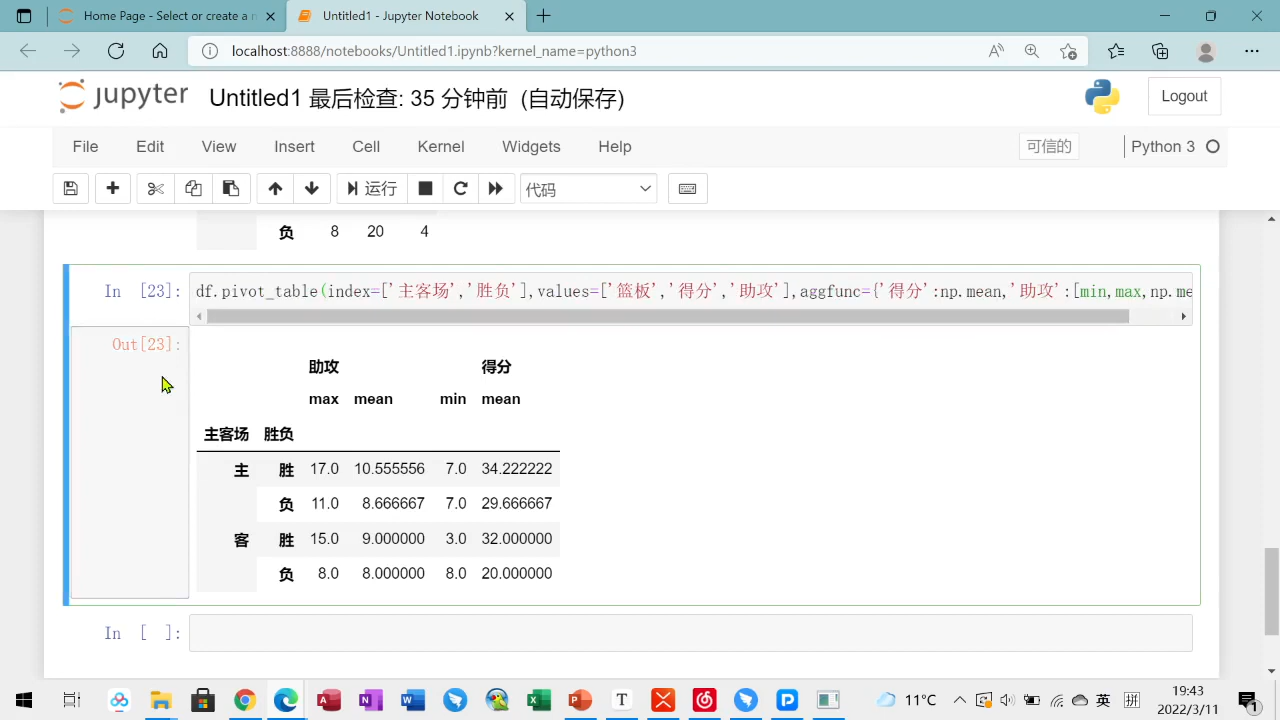 Untitled1 - Jupyter Notebook
localhost:8888/notebooks/Untitled1.ipynb?kernel_name=python3
jupyter Untitled1 最后检查: 35 分钟前 (自动保存) Logout
File Edit View Insert Cell Kernel Widgets Help 可信的 Python 3
运行 代码
负 8 20 4
In [23]: df.pivot_table(index=['主客场','胜负'],values=['篮板','得分','助攻'],aggfunc={'得分':np.mean,'助攻':[min,max,np.me
Out[23]:
助攻 得分
max mean min mean
主客场 胜负
主 胜 17.0 10.555556 7.0 34.222222
负 11.0 8.666667 7.0 29.666667
客 胜 15.0 9.000000 3.0 32.000000
负 8.0 8.000000 8.0 20.000000
In [ ]:
11°C 英 拼 19:43
2022/3/11 1